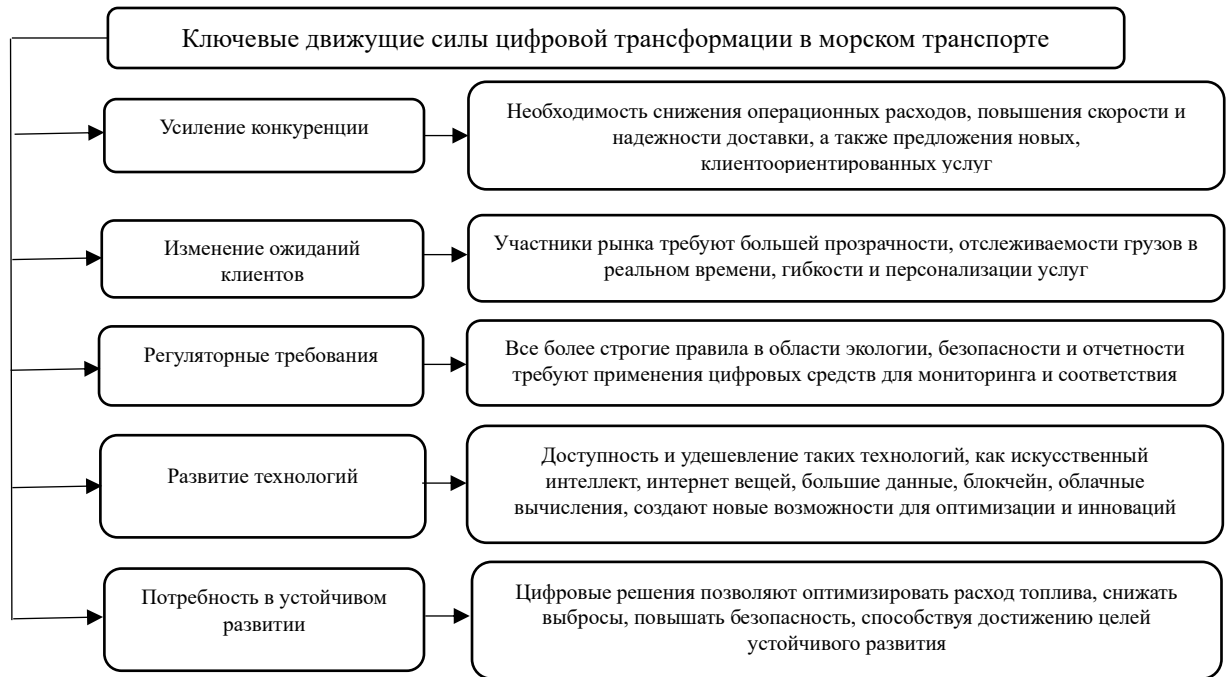 Ключевые движущие силы цифровой трансформации в морском транспорте
Усиление конкуренции
Необходимость снижения операционных расходов, повышения скорости и
надежности доставки, а также предложения новых,
клиентоориентированных услуг
Изменение ожиданий
клиентов
Участники рынка требуют большей прозрачности, отслеживаемости грузов в
реальном времени, гибкости и персонализации услуг
Регуляторные требования
Все более строгие правила в области экологии, безопасности и отчетности
требуют применения цифровых средств для мониторинга и соответствия
Развитие технологий
Доступность и удешевление таких технологий, как искусственный
интеллект, интернет вещей, большие данные, блокчейн, облачные
вычисления, создают новые возможности для оптимизации и инноваций
Потребность в устойчивом
развитии
Цифровые решения позволяют оптимизировать расход топлива, снижать
выбросы, повышать безопасность, способствуя достижению целей
устойчивого развития